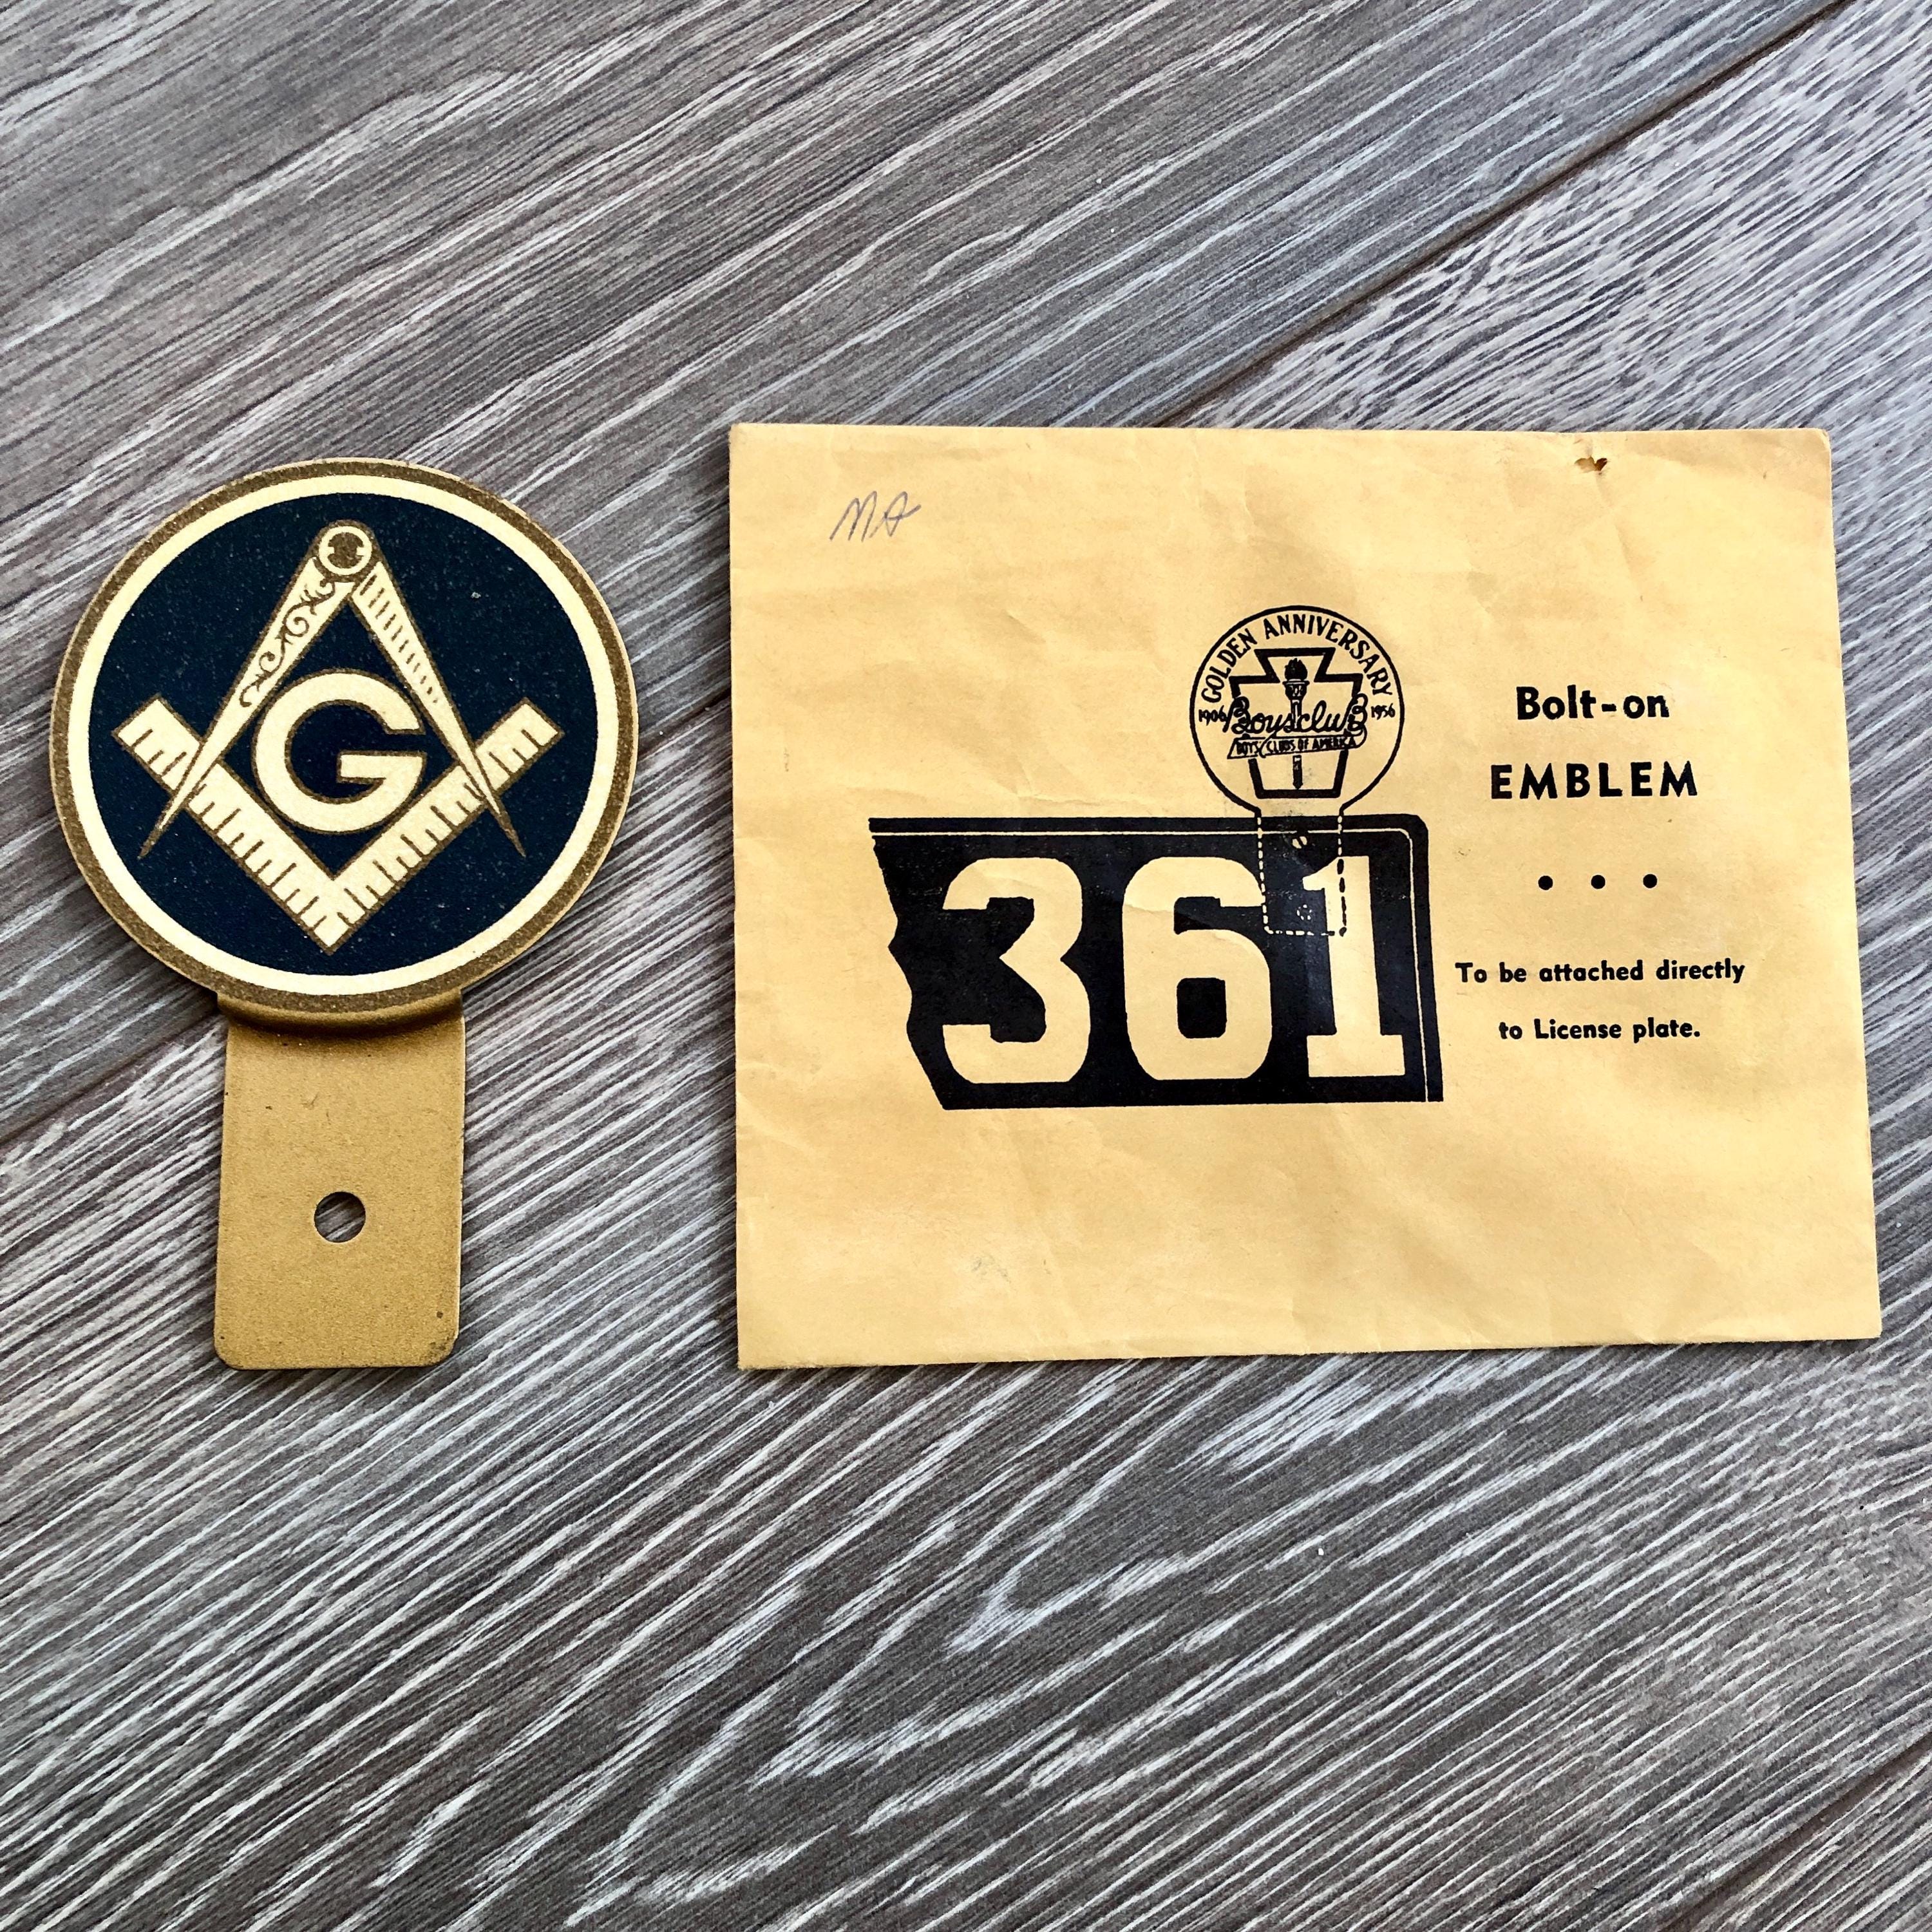 G
MA
GOLDEN ANNIVERSARY
1906 1956
Boys Club
BOYS CLUBS OF AMERICA
361
Bolt-on
EMBLEM
• • •
To be attached directly
to License plate.